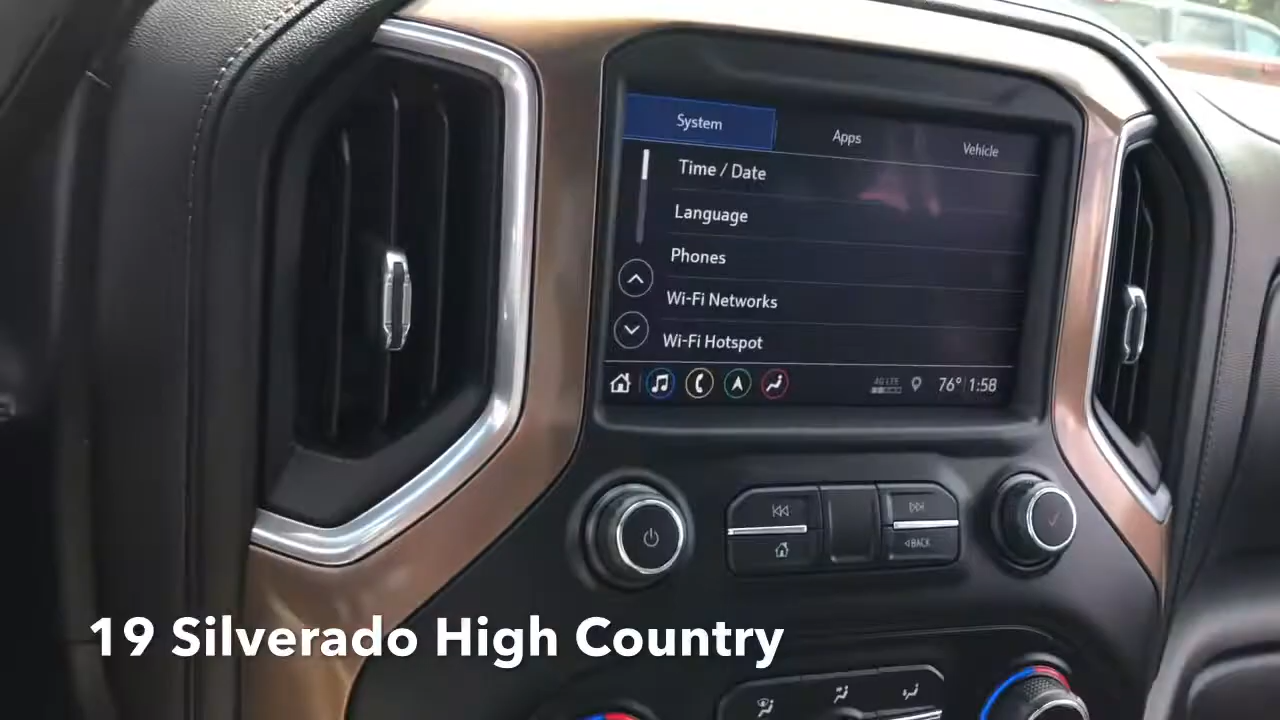 System
Apps
Vehicle
Time / Date
Language
Phones
Wi-Fi Networks
Wi-Fi Hotspot
4G LTE
76° 1:58
BACK
19 Silverado High Country